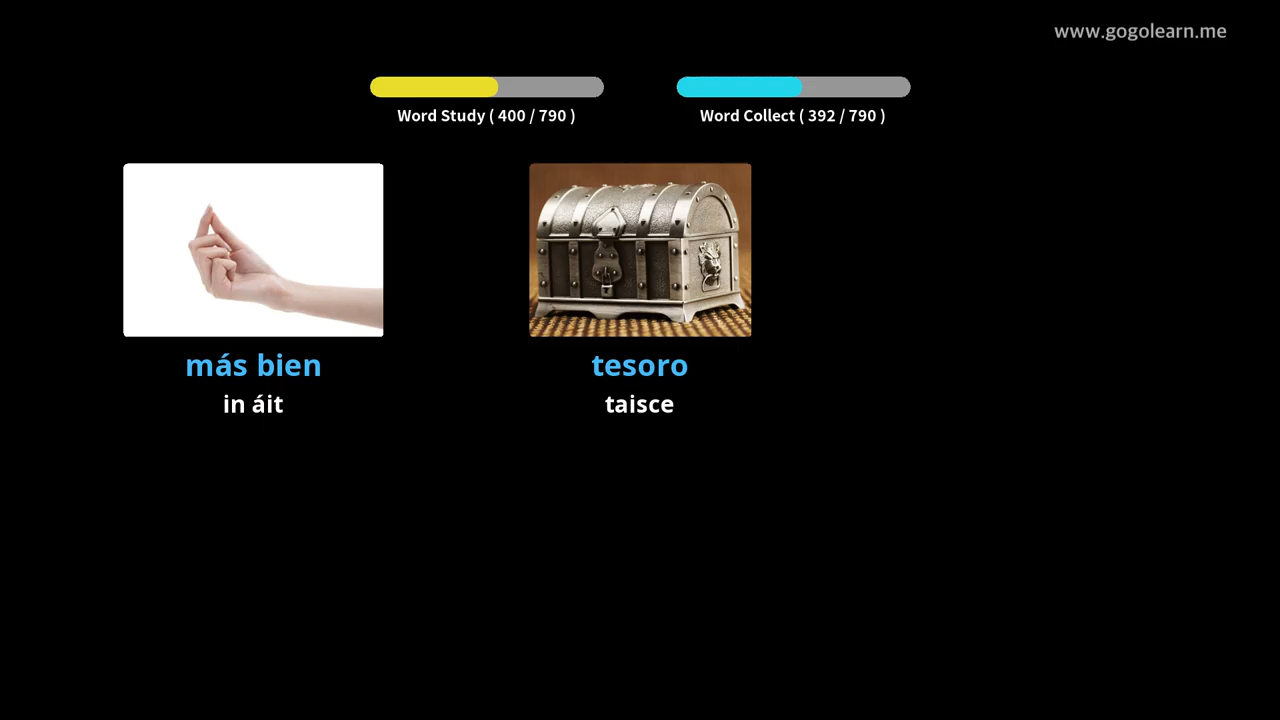 www.gogolearn.me
Word Study ( 400 / 790 )
Word Collect ( 392 / 790 )
más bien
in áit
tesoro
taisce